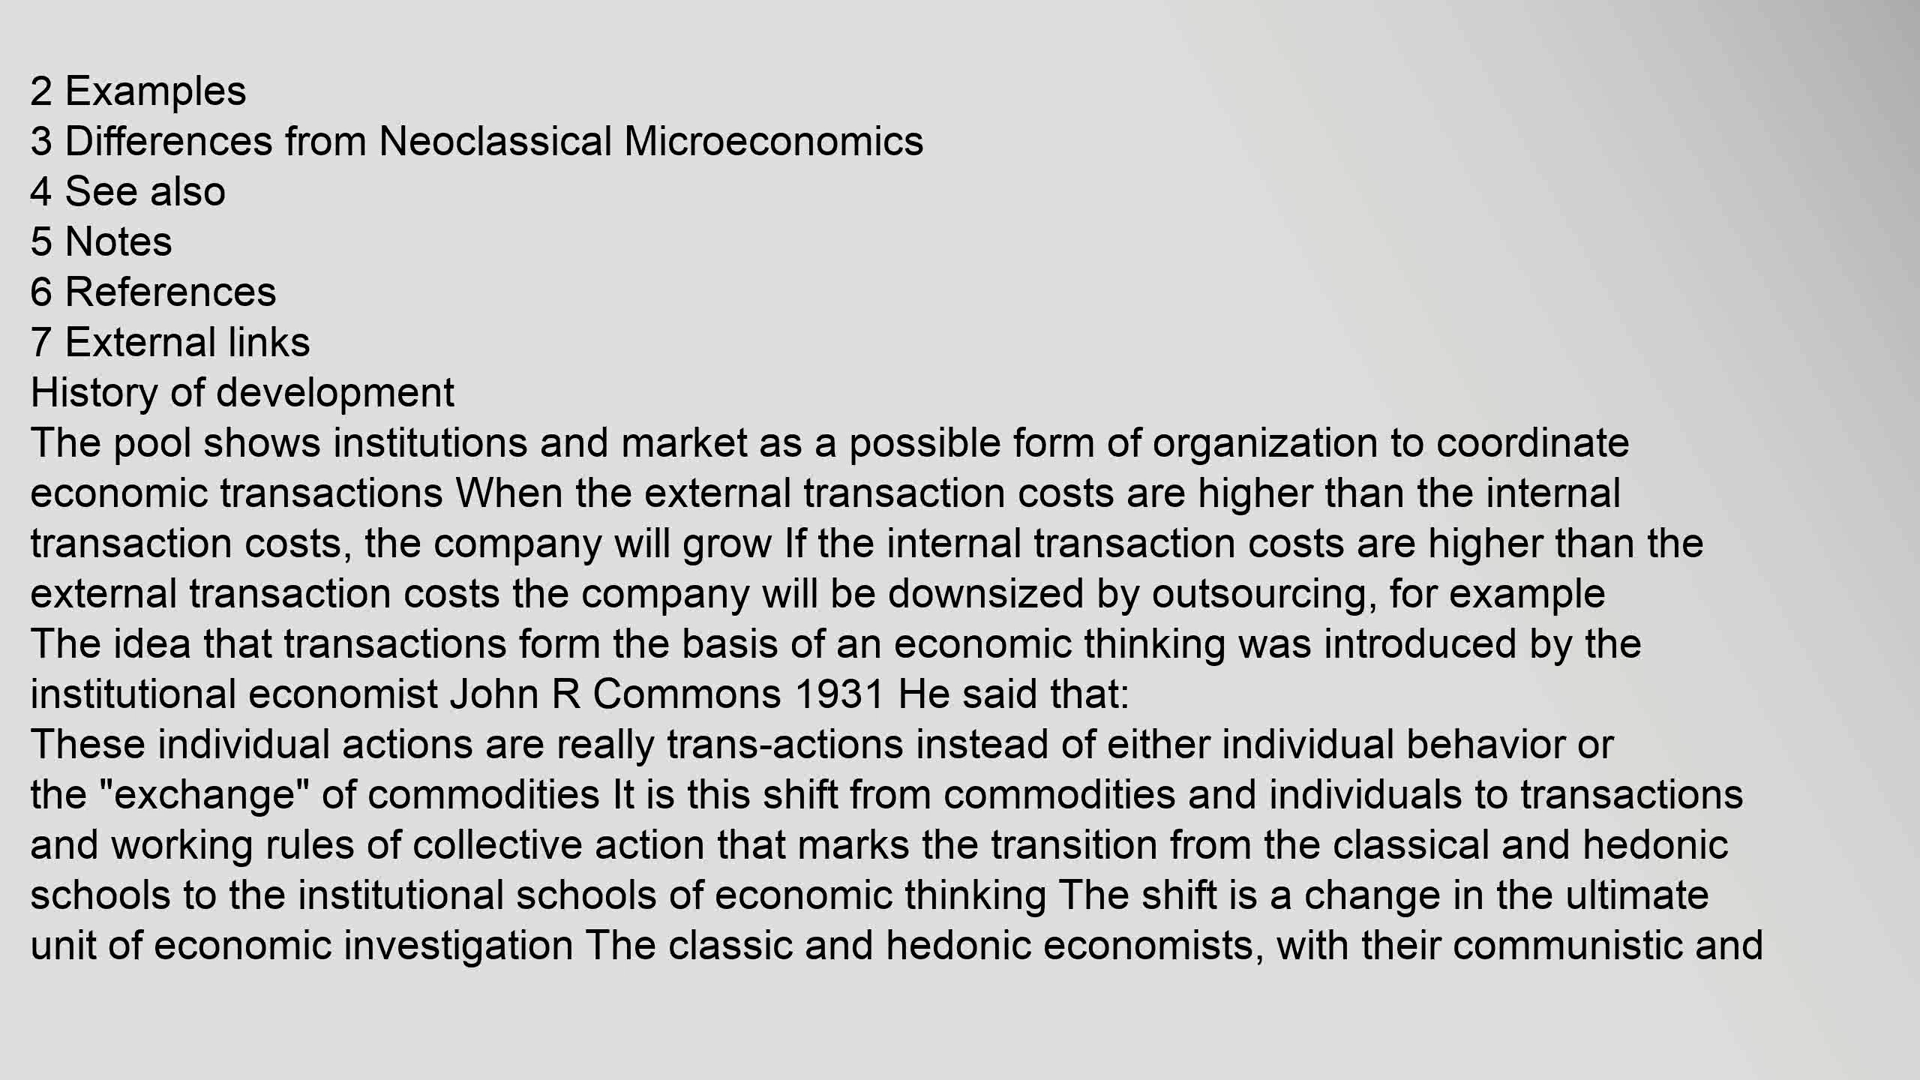 2 Examples
3 Differences from Neoclassical Microeconomics
4 See also
5 Notes
6 References
7 External links
History of development
The pool shows institutions and market as a possible form of organization to coordinate
economic transactions When the external transaction costs are higher than the internal
transaction costs, the company will grow If the internal transaction costs are higher than the
external transaction costs the company will be downsized by outsourcing, for example
The idea that transactions form the basis of an economic thinking was introduced by the
institutional economist John R Commons 1931 He said that:
These individual actions are really trans-actions instead of either individual behavior or
the "exchange" of commodities It is this shift from commodities and individuals to transactions
and working rules of collective action that marks the transition from the classical and hedonic
schools to the institutional schools of economic thinking The shift is a change in the ultimate
unit of economic investigation The classic and hedonic economists, with their communistic and